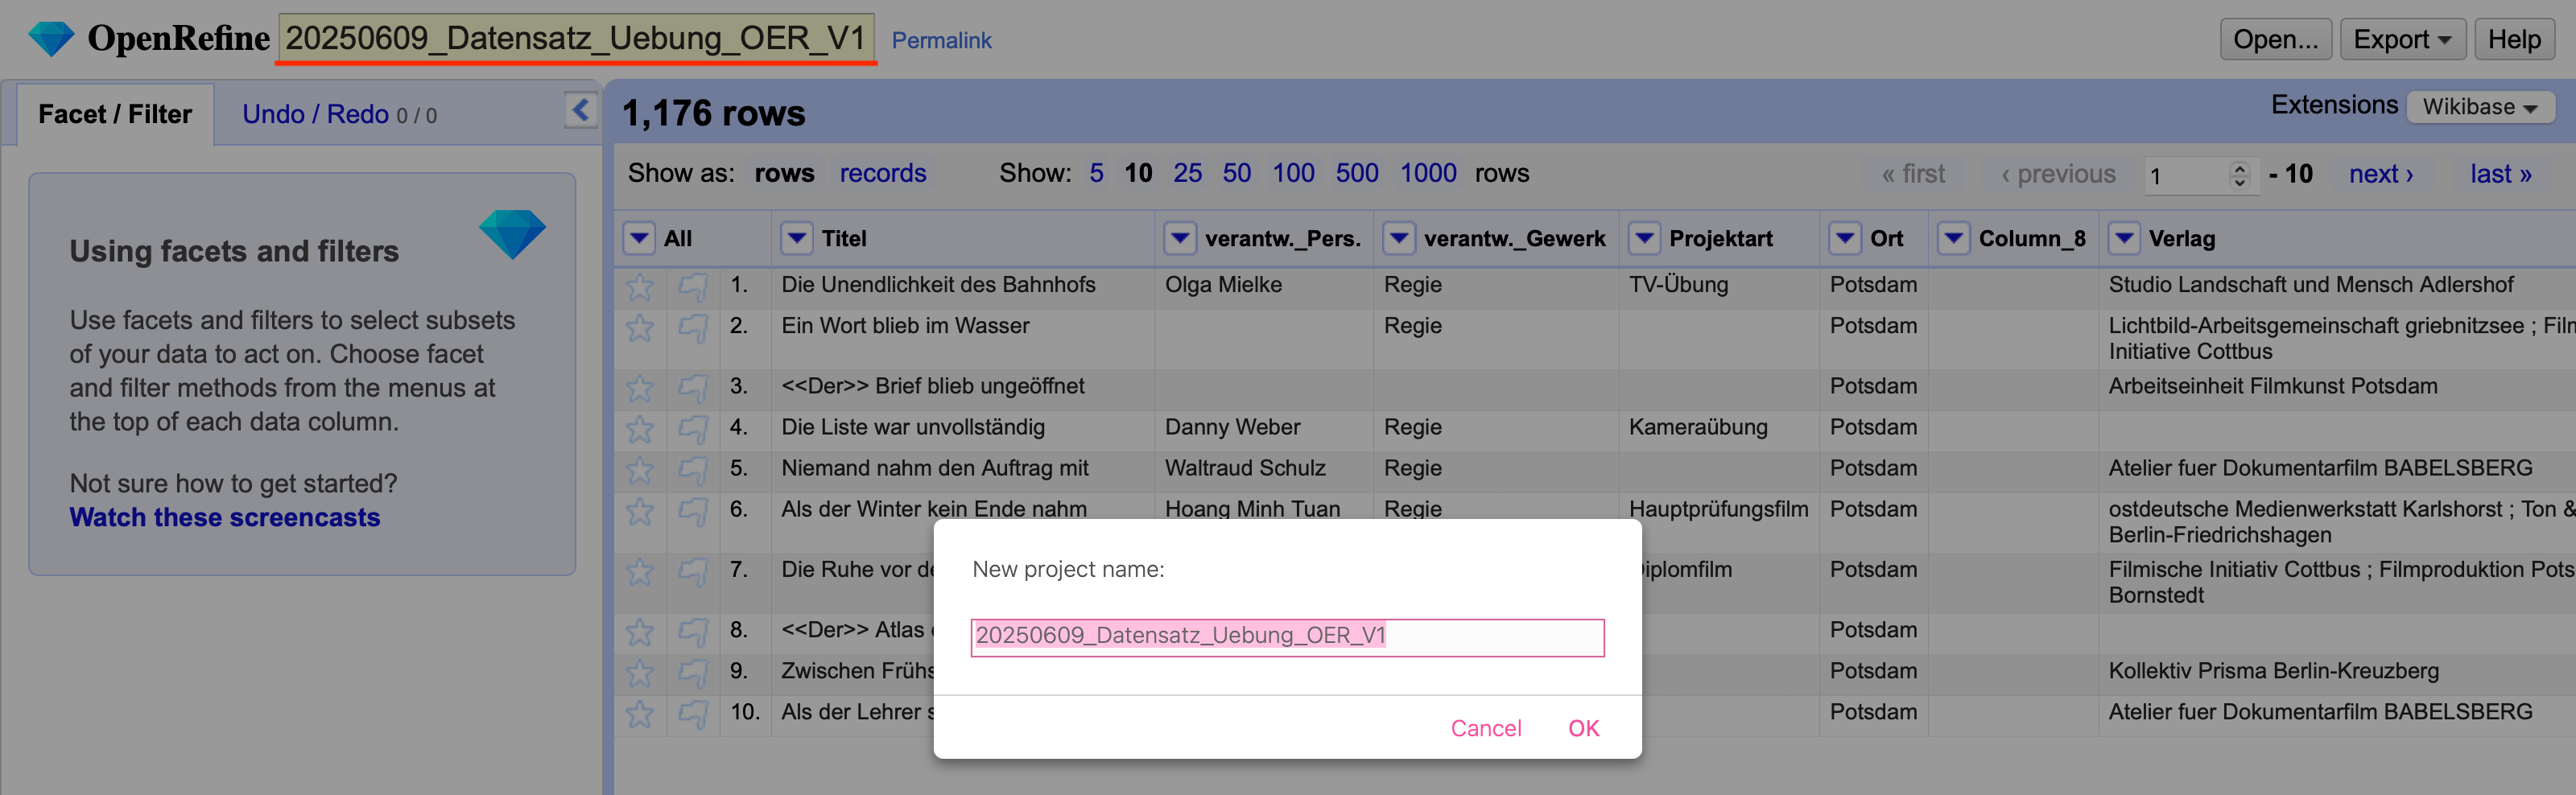 OpenRefine 20250609_Datensatz_Uebung_OER_V1 Permalink Open... Export Help
Facet / Filter Undo / Redo 0 / 0
1,176 rows Extensions Wikibase
Show as: rows records Show: 5 10 25 50 100 500 1000 rows « first ‹ previous 1 - 10 next › last »
Using facets and filters
Use facets and filters to select subsets
of your data to act on. Choose facet
and filter methods from the menus at
the top of each data column.
Not sure how to get started?
Watch these screencasts
All Titel verantw._Pers. verantw._Gewerk Projektart Ort Column_8 Verlag
1. Die Unendlichkeit des Bahnhofs Olga Mielke Regie TV-Übung Potsdam Studio Landschaft und Mensch Adlershof
2. Ein Wort blieb im Wasser Regie Potsdam Lichtbild-Arbeitsgemeinschaft griebnitzsee ; Film
Initiative Cottbus
3. <<Der>> Brief blieb ungeöffnet Potsdam Arbeitseinheit Filmkunst Potsdam
4. Die Liste war unvollständig Danny Weber Regie Kameraübung Potsdam
5. Niemand nahm den Auftrag mit Waltraud Schulz Regie Potsdam Atelier fuer Dokumentarfilm BABELSBERG
6. Als der Winter kein Ende nahm Hoang Minh Tuan Regie Hauptprüfungsfilm Potsdam ostdeutsche Medienwerkstatt Karlshorst ; Ton &
Berlin-Friedrichshagen
7. Die Ruhe vor de iplomfilm Potsdam Filmische Initiativ Cottbus ; Filmproduktion Pots
Bornstedt
8. <<Der>> Atlas Potsdam
9. Zwischen Frühs Potsdam Kollektiv Prisma Berlin-Kreuzberg
10. Als der Lehrer s Potsdam Atelier fuer Dokumentarfilm BABELSBERG
New project name:
20250609_Datensatz_Uebung_OER_V1
Cancel OK